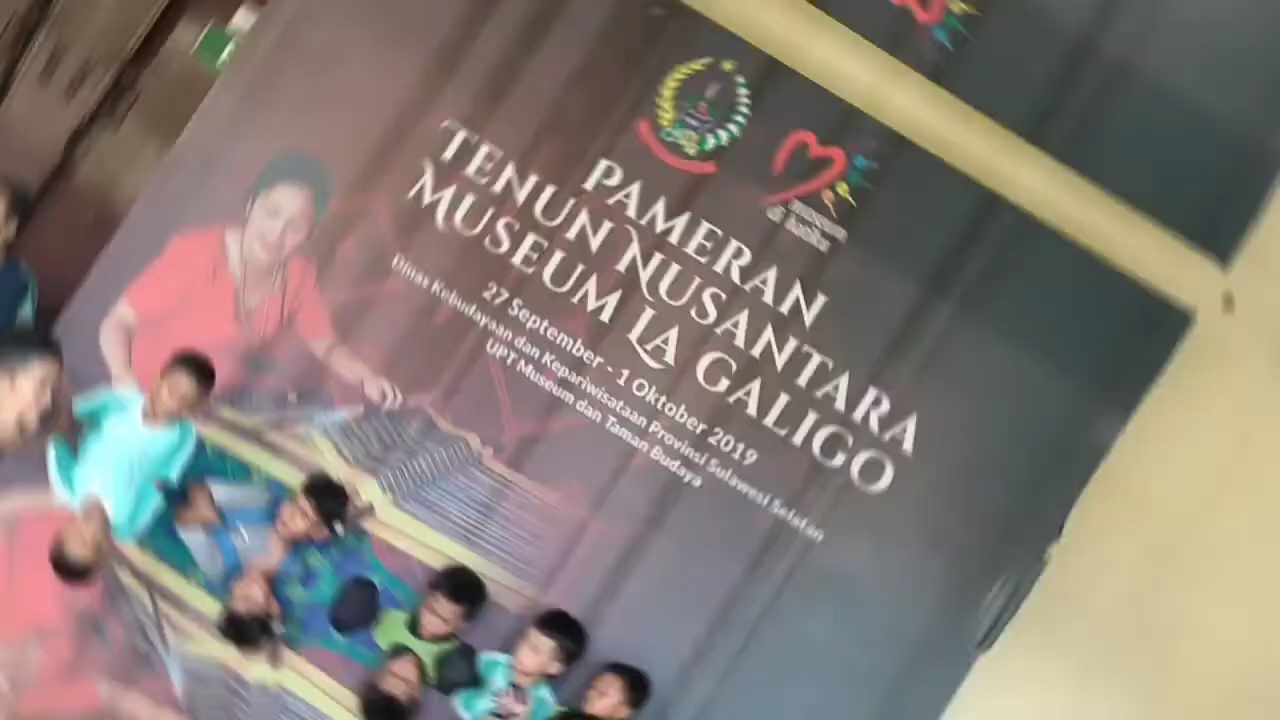 PAMERAN
TENUN NUSANTARA
MUSEUM LA GALIGO
27 September - 1 Oktober 2019
Dinas Kebudayaan dan Kepariwisataan Provinsi Sulawesi Selatan
UPT Museum dan Taman Budaya